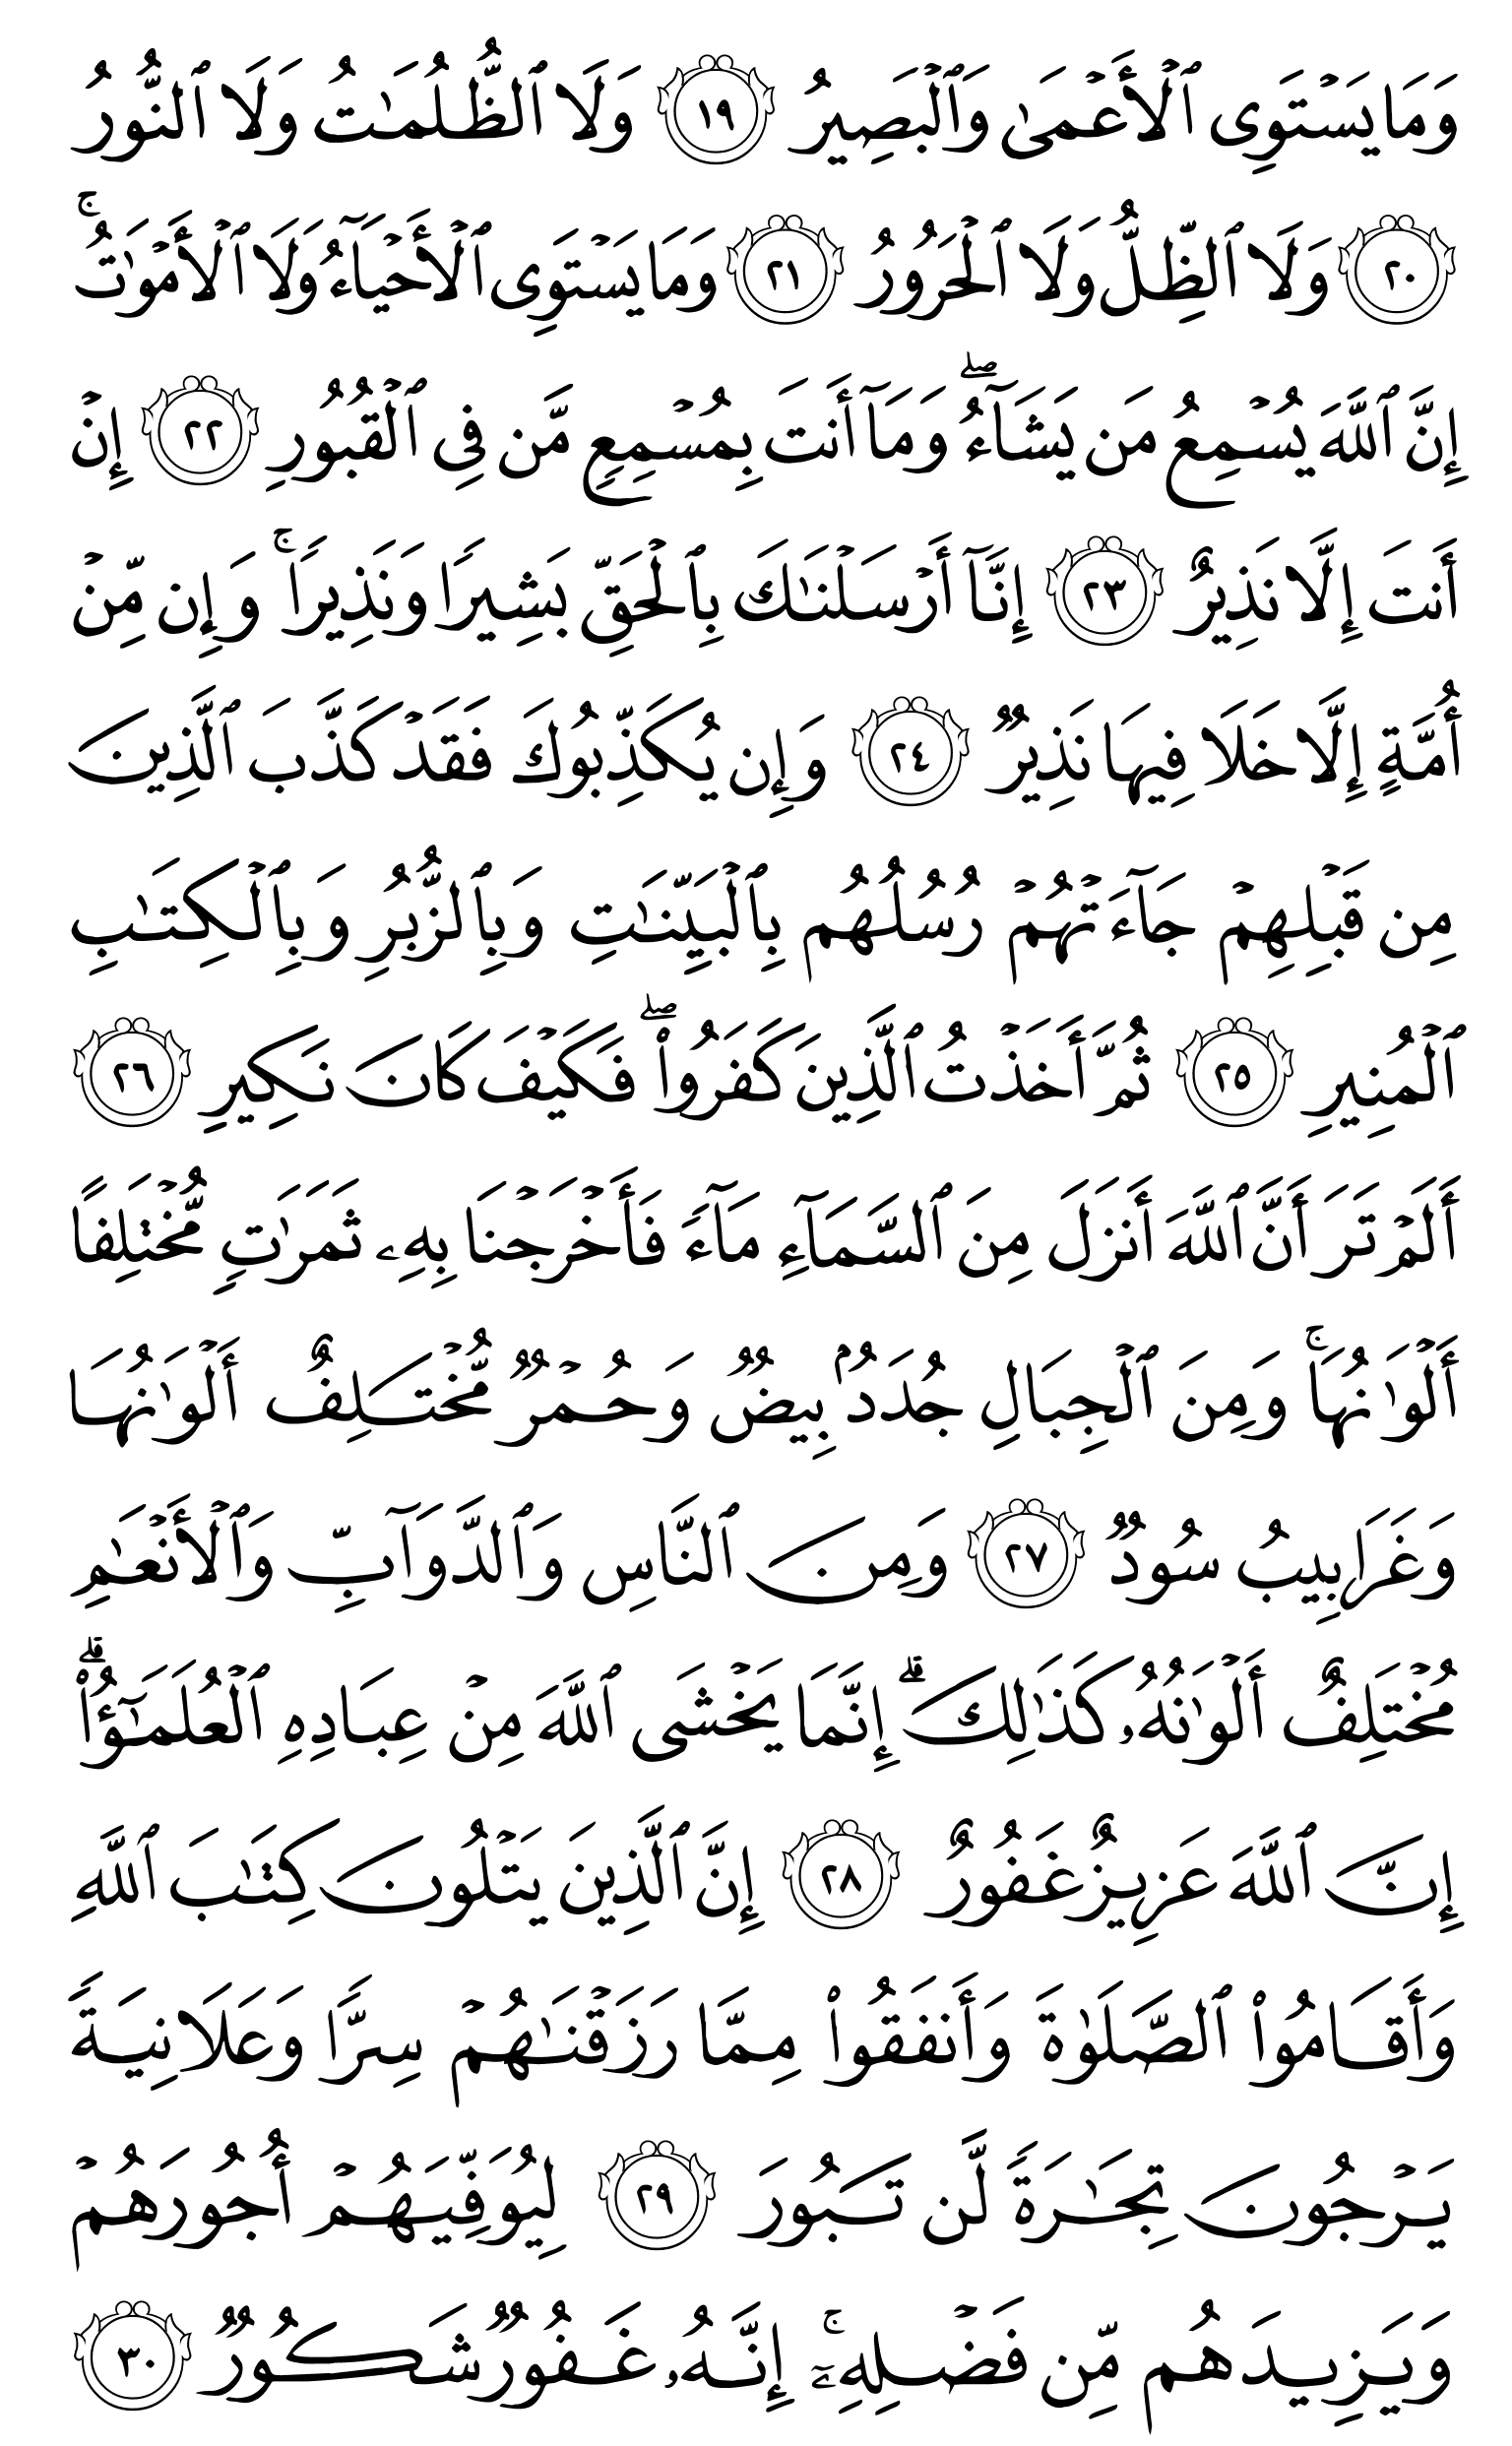 وَمَا يَسۡتَوِى ٱلۡأَعۡمَىٰ وَٱلۡبَصِيرُ ١٩ وَلَا ٱلظُّلُمَـٰتُ وَلَا ٱلنُّورُ
٢٠ وَلَا ٱلظِّلُّ وَلَا ٱلۡحَرُورُ ٢١ وَمَا يَسۡتَوِى ٱلۡأَحۡيَآءُ وَلَا ٱلۡأَمۡوَٰتُۚ
إِنَّ ٱللَّهَ يُسۡمِعُ مَن يَشَآءُۖ وَمَآ أَنتَ بِمُسۡمِعٍ مَّن فِى ٱلۡقُبُورِ ٢٢ إِنۡ
أَنتَ إِلَّا نَذِيرٌ ٢٣ إِنَّآ أَرۡسَلۡنَـٰكَ بِٱلۡحَقِّ بَشِيرًا وَنَذِيرًاۚ وَإِن مِّنۡ
أُمَّةٍ إِلَّا خَلَا فِيهَا نَذِيرٌ ٢٤ وَإِن يُكَذِّبُوكَ فَقَدۡ كَذَّبَ ٱلَّذِينَ
مِن قَبۡلِهِمۡ جَآءَتۡهُمۡ رُسُلُهُم بِٱلۡبَيِّنَـٰتِ وَبِٱلزُّبُرِ وَبِٱلۡكِتَـٰبِ
ٱلۡمُنِيرِ ٢٥ ثُمَّ أَخَذۡتُ ٱلَّذِينَ كَفَرُواْۖ فَكَيۡفَ كَانَ نَكِيرِ ٢٦
أَلَمۡ تَرَ أَنَّ ٱللَّهَ أَنزَلَ مِنَ ٱلسَّمَآءِ مَآءً فَأَخۡرَجۡنَا بِهِۦ ثَمَرَٰتٍ مُّخۡتَلِفًا
أَلۡوَٰنُهَاۚ وَمِنَ ٱلۡجِبَالِ جُدَدُۢ بِيضٌ وَحُمۡرٌ مُّخۡتَلِفٌ أَلۡوَٰنُهَا
وَغَرَابِيبُ سُودٌ ٢٧ وَمِنَ ٱلنَّاسِ وَٱلدَّوَآبِّ وَٱلۡأَنۡعَـٰمِ
مُخۡتَلِفٌ أَلۡوَٰنُهُۥ كَذَٰلِكَۗ إِنَّمَا يَخۡشَى ٱللَّهَ مِنۡ عِبَادِهِ ٱلۡعُلَمَـٰٓؤُاْۗ
إِنَّ ٱللَّهَ عَزِيزٌ غَفُورٌ ٢٨ إِنَّ ٱلَّذِينَ يَتۡلُونَ كِتَـٰبَ ٱللَّهِ
وَأَقَامُواْ ٱلصَّلَوٰةَ وَأَنفَقُواْ مِمَّا رَزَقۡنَـٰهُمۡ سِرًّا وَعَلَانِيَةً
يَرۡجُونَ تِجَـٰرَةً لَّن تَبُورَ ٢٩ لِيُوَفِّيَهُمۡ أُجُورَهُمۡ
وَيَزِيدَهُم مِّن فَضۡلِهِۦٓۚ إِنَّهُۥ غَفُورٌ شَكُورٌ ٣٠